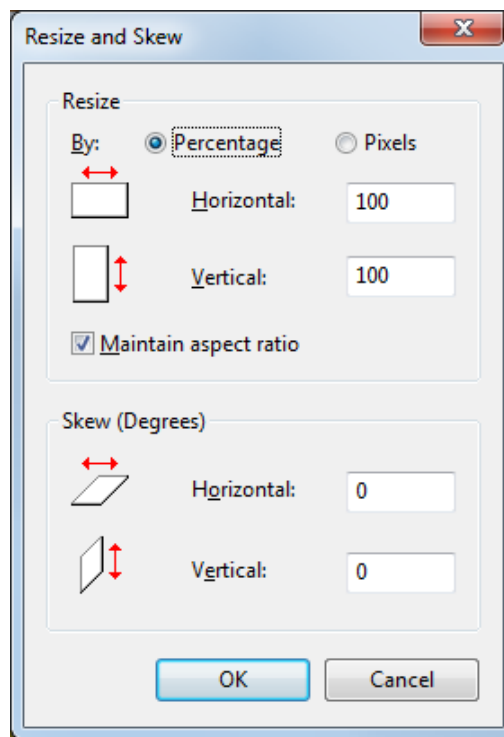 Resize and Skew
Resize
By: Percentage Pixels
Horizontal: 100
Vertical: 100
Maintain aspect ratio
Skew (Degrees)
Horizontal: 0
Vertical: 0
OK Cancel